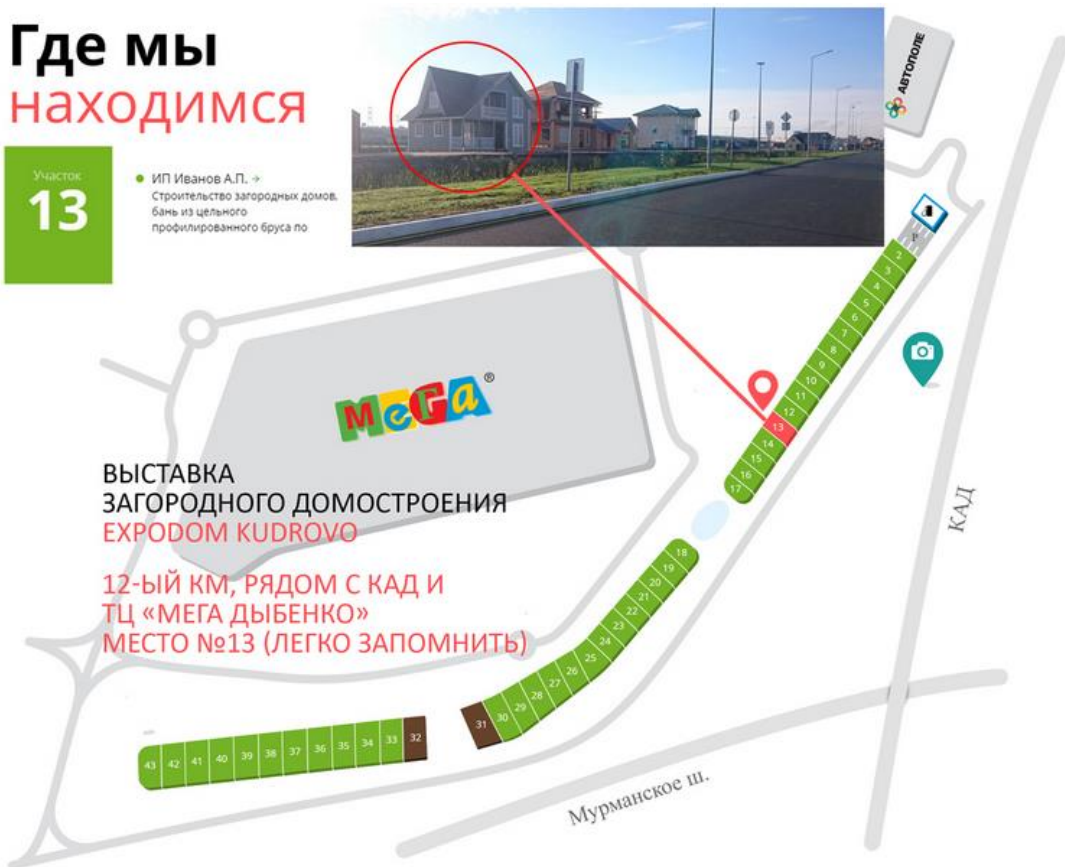 Где мы
находимся
Участок
13
ИП Иванов А.П. →
Строительство загородных домов,
бань из цельного
профилированного бруса по
АВТОПОЛЕ
P
2
3
4
5
6
7
8
9
10
11
12
13
14
15
16
17
МЕГА®
ВЫСТАВКА
ЗАГОРОДНОГО ДОМОСТРОЕНИЯ
EXPODOM KUDROVO
12-ЫЙ КМ, РЯДОМ С КАД И
ТЦ «МЕГА ДЫБЕНКО»
МЕСТО №13 (ЛЕГКО ЗАПОМНИТЬ)
КАД
18
19
20
21
22
23
24
25
26
27
28
29
30
31
43 42 41 40 39 38 37 36 35 34 33 32
Мурманское ш.